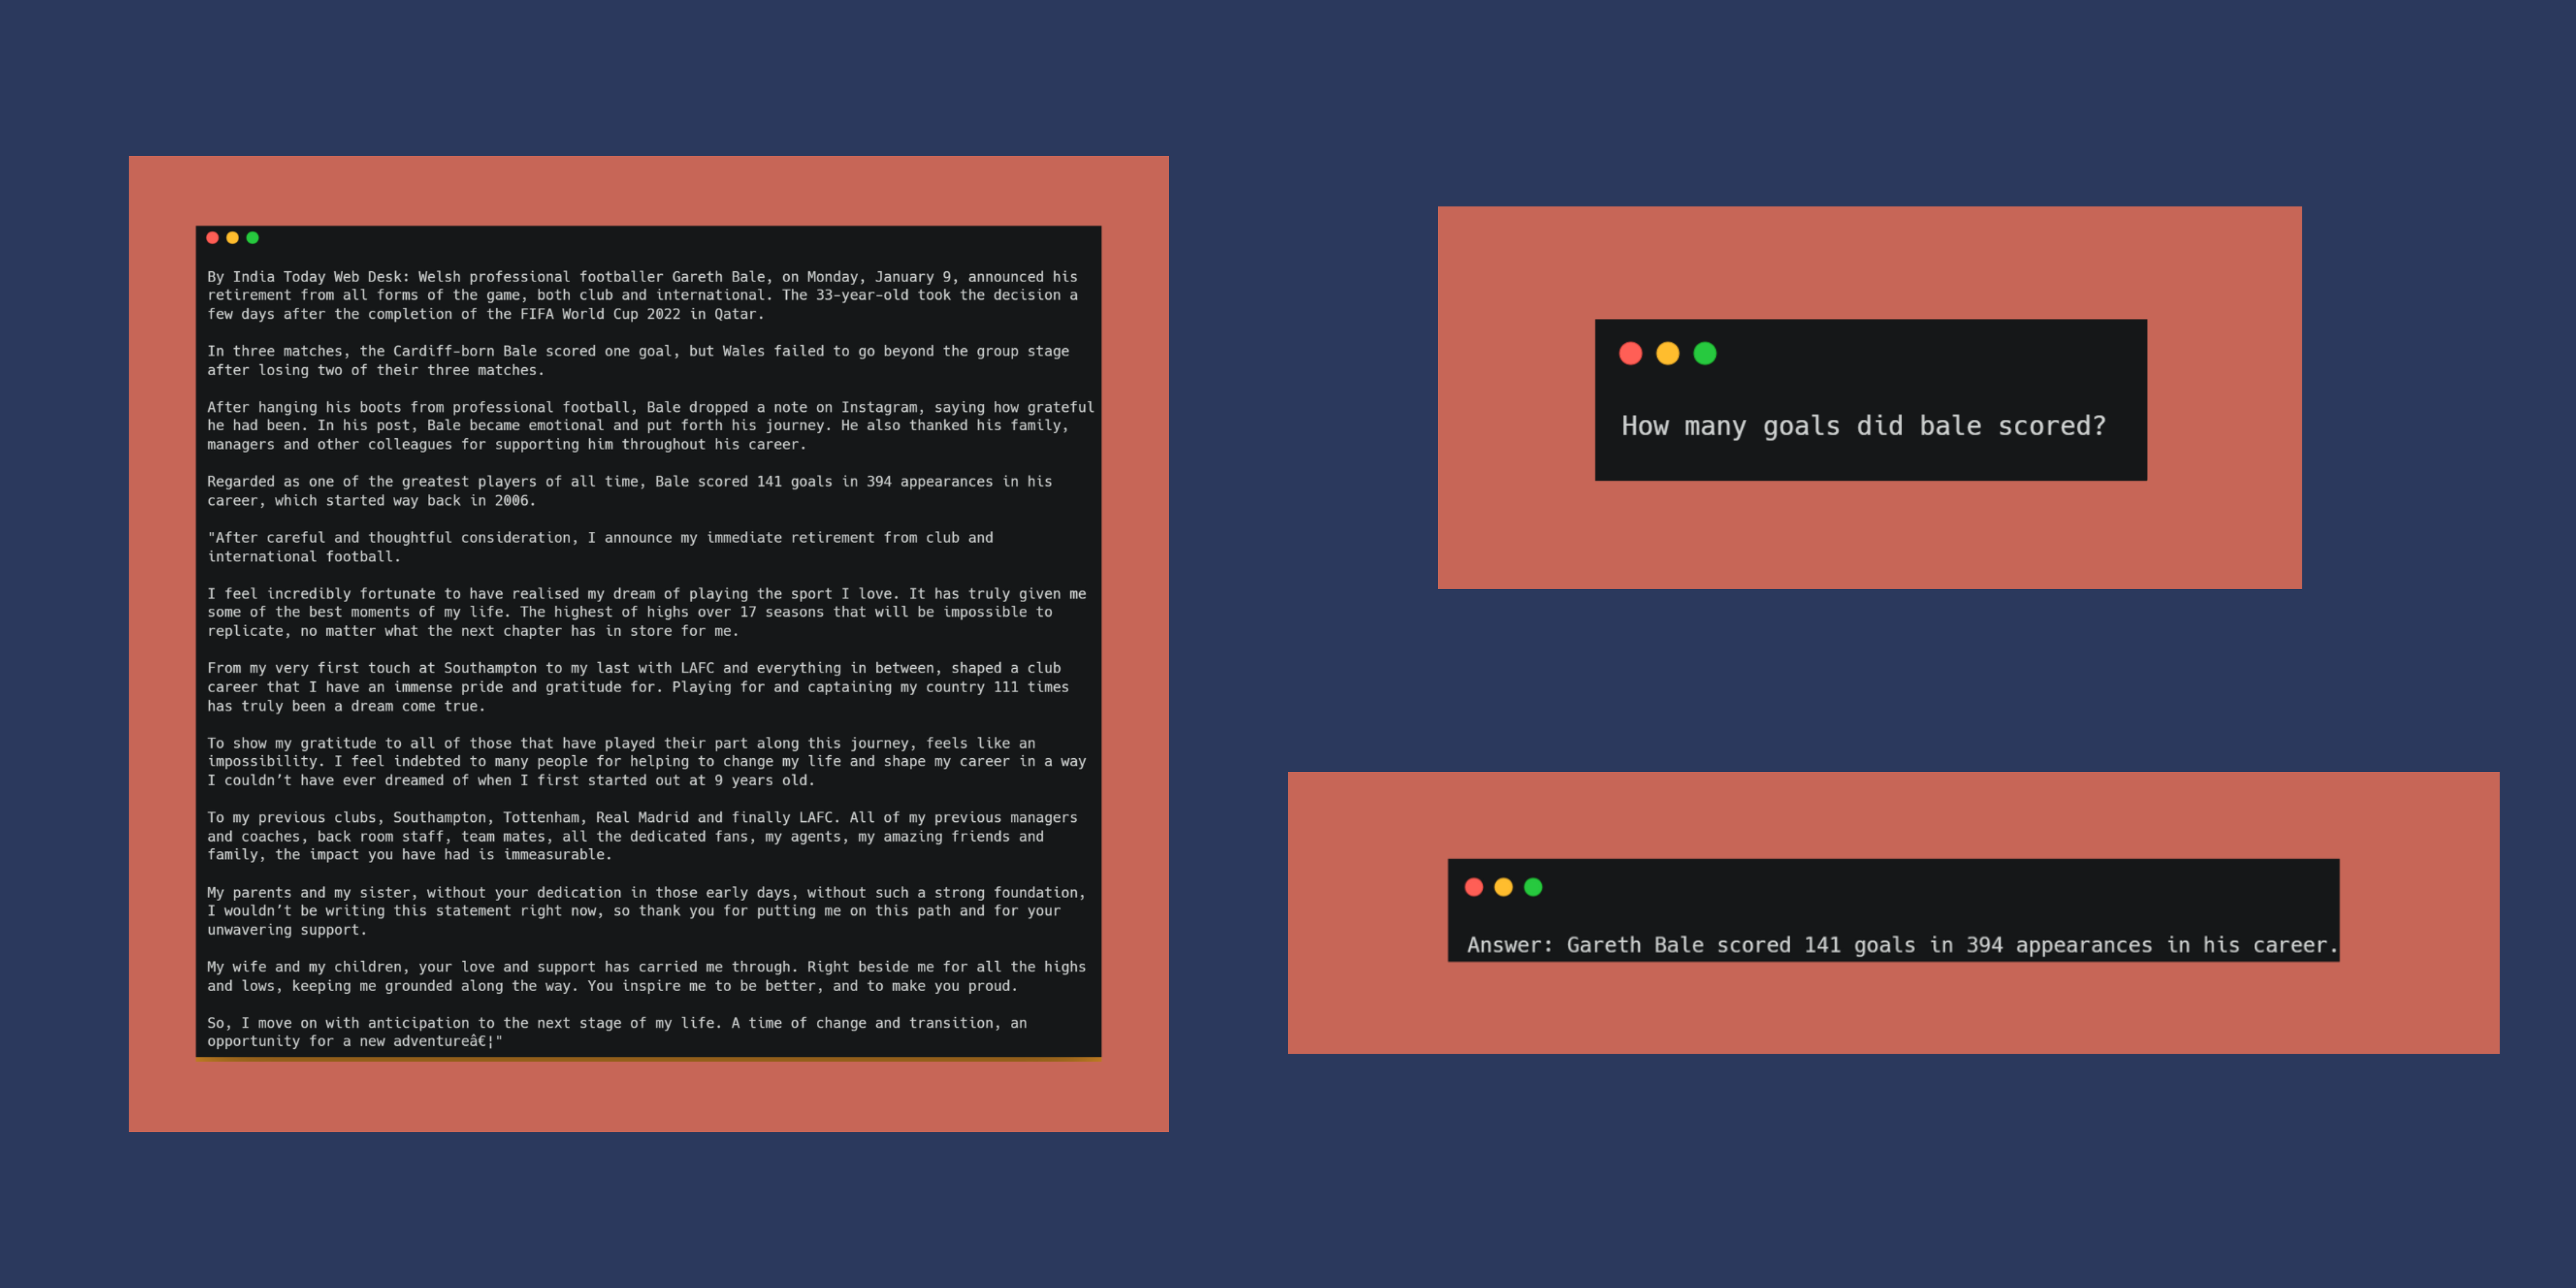 By India Today Web Desk: Welsh professional footballer Gareth Bale, on Monday, January 9, announced his
retirement from all forms of the game, both club and international. The 33-year-old took the decision a
few days after the completion of the FIFA World Cup 2022 in Qatar.
In three matches, the Cardiff-born Bale scored one goal, but Wales failed to go beyond the group stage
after losing two of their three matches.
After hanging his boots from professional football, Bale dropped a note on Instagram, saying how grateful
he had been. In his post, Bale became emotional and put forth his journey. He also thanked his family,
managers and other colleagues for supporting him throughout his career.
Regarded as one of the greatest players of all time, Bale scored 141 goals in 394 appearances in his
career, which started way back in 2006.
"After careful and thoughtful consideration, I announce my immediate retirement from club and
international football.
I feel incredibly fortunate to have realised my dream of playing the sport I love. It has truly given me
some of the best moments of my life. The highest of highs over 17 seasons that will be impossible to
replicate, no matter what the next chapter has in store for me.
From my very first touch at Southampton to my last with LAFC and everything in between, shaped a club
career that I have an immense pride and gratitude for. Playing for and captaining my country 111 times
has truly been a dream come true.
To show my gratitude to all of those that have played their part along this journey, feels like an
impossibility. I feel indebted to many people for helping to change my life and shape my career in a way
I couldn’t have ever dreamed of when I first started out at 9 years old.
To my previous clubs, Southampton, Tottenham, Real Madrid and finally LAFC. All of my previous managers
and coaches, back room staff, team mates, all the dedicated fans, my agents, my amazing friends and
family, the impact you have had is immeasurable.
My parents and my sister, without your dedication in those early days, without such a strong foundation,
I wouldn’t be writing this statement right now, so thank you for putting me on this path and for your
unwavering support.
My wife and my children, your love and support has carried me through. Right beside me for all the highs
and lows, keeping me grounded along the way. You inspire me to be better, and to make you proud.
So, I move on with anticipation to the next stage of my life. A time of change and transition, an
opportunity for a new adventureâ€¦"
How many goals did bale scored?
Answer: Gareth Bale scored 141 goals in 394 appearances in his career.